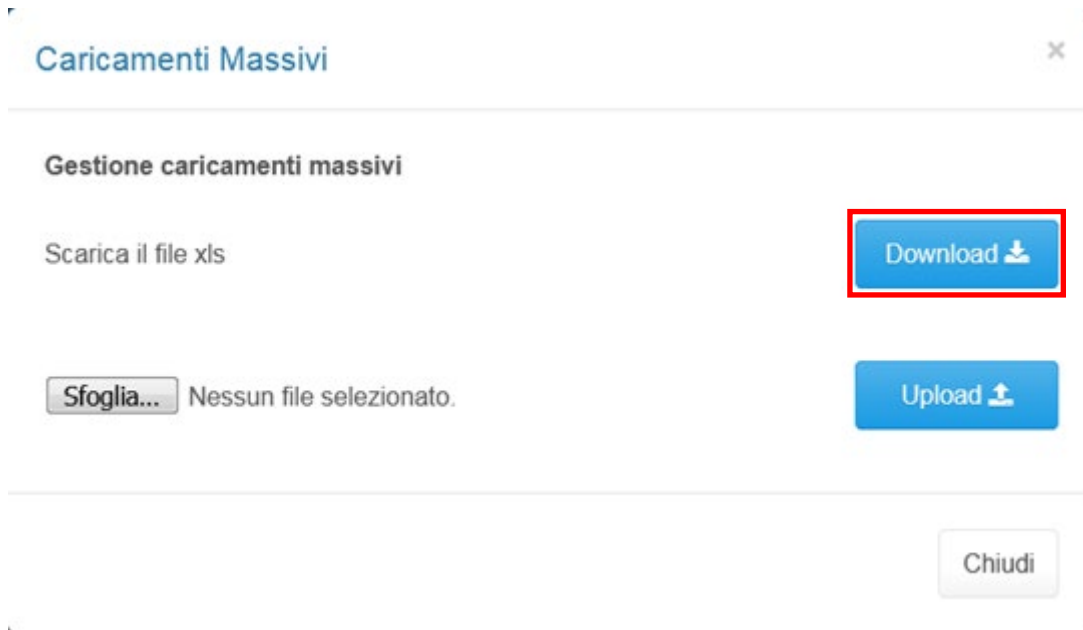 Caricamenti Massivi ×
Gestione caricamenti massivi
Scarica il file xls Download
Sfoglia... Nessun file selezionato. Upload
Chiudi